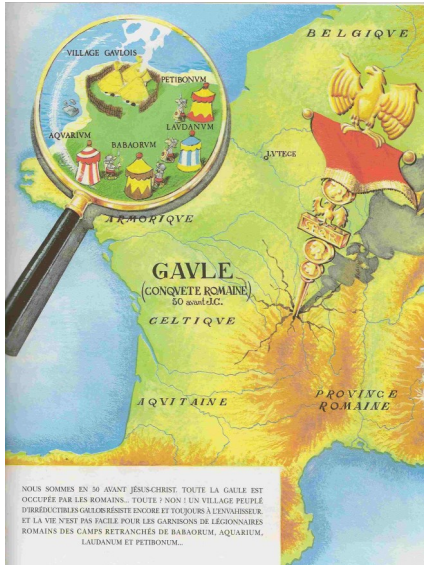 BELGIQVE
VILLAGE GAVLOIS
PETIBONVM
LAVDANVM
AQVARIVM
BABAORVM
LVTECE
ARMORIQVE
GAVLE
(CONQVETE ROMAINE)
50 avant J.C.
CELTIQVE
AQVITAINE
PROVINCE
ROMAINE
NOUS SOMMES EN 50 AVANT JÉSUS-CHRIST. TOUTE LA GAULE EST
OCCUPÉE PAR LES ROMAINS... TOUTE ? NON ! UN VILLAGE PEUPLÉ
D'IRRÉDUCTIBLES GAULOIS RÉSISTE ENCORE ET TOUJOURS À L'ENVAHISSEUR.
ET LA VIE N'EST PAS FACILE POUR LES GARNISONS DE LÉGIONNAIRES
ROMAINS DES CAMPS RETRANCHÉS DE BABAORUM, AQUARIUM,
LAUDANUM ET PETIBONUM...